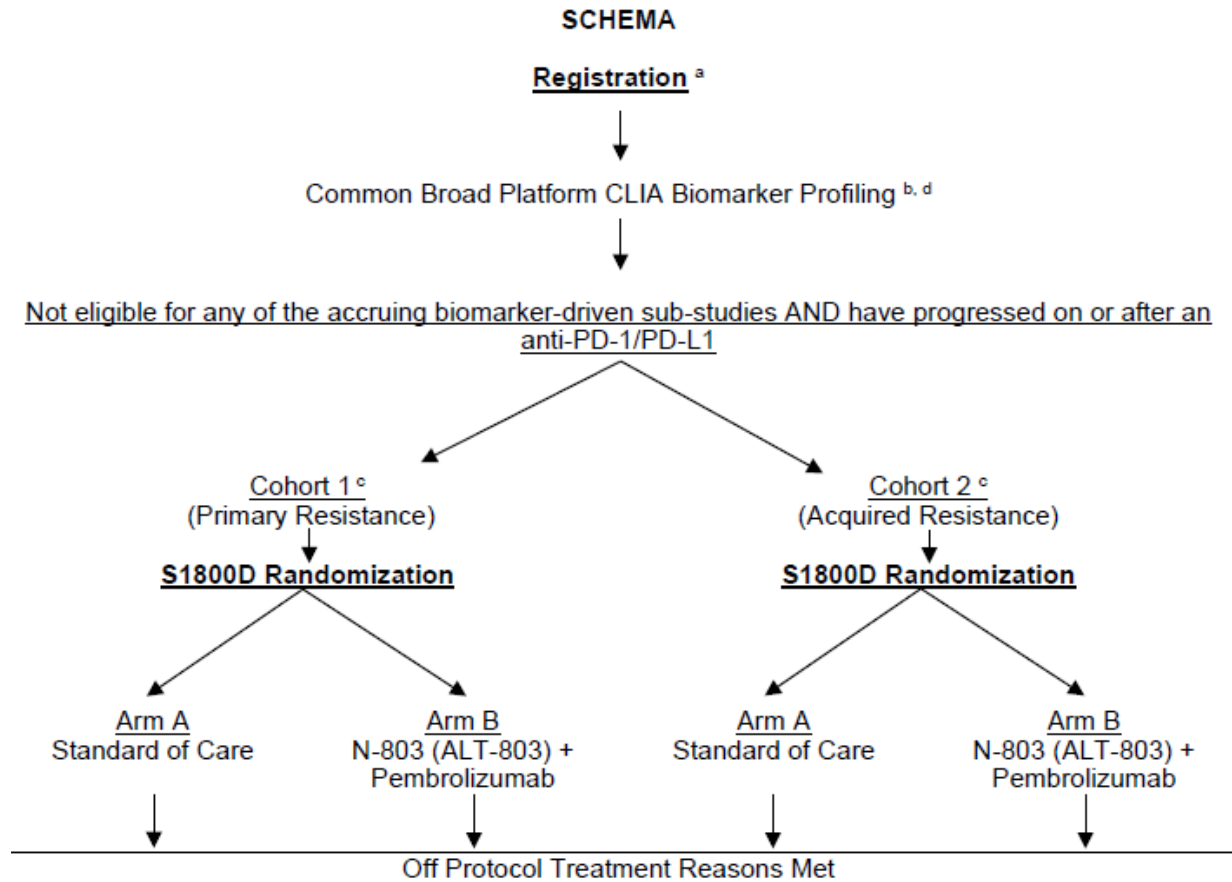 SCHEMA
Registration a
Common Broad Platform CLIA Biomarker Profiling b, d
Not eligible for any of the accruing biomarker-driven sub-studies AND have progressed on or after an
anti-PD-1/PD-L1
Cohort 1 c
(Primary Resistance)
S1800D Randomization
Cohort 2 c
(Acquired Resistance)
S1800D Randomization
Arm A
Standard of Care
Arm B
N-803 (ALT-803) +
Pembrolizumab
Arm A
Standard of Care
Arm B
N-803 (ALT-803) +
Pembrolizumab
Off Protocol Treatment Reasons Met